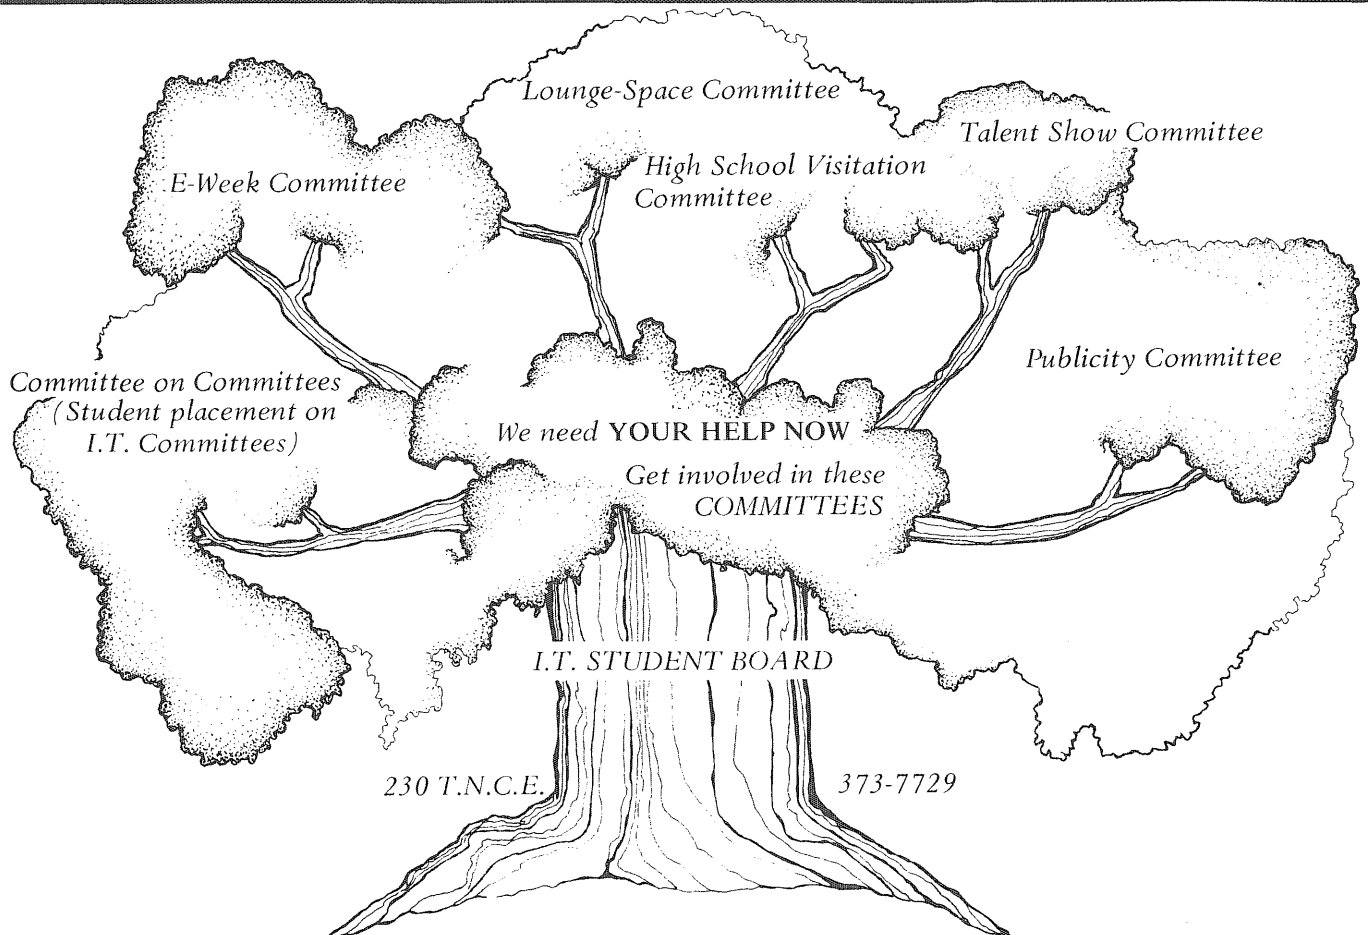 Lounge-Space Committee
Talent Show Committee
E-Week Committee
High School Visitation
Committee
Publicity Committee
Committee on Committees
(Student placement on
I.T. Committees)
We need YOUR HELP NOW
Get involved in these
COMMITTEES
I.T. STUDENT BOARD
230 T.N.C.E.
373-7729